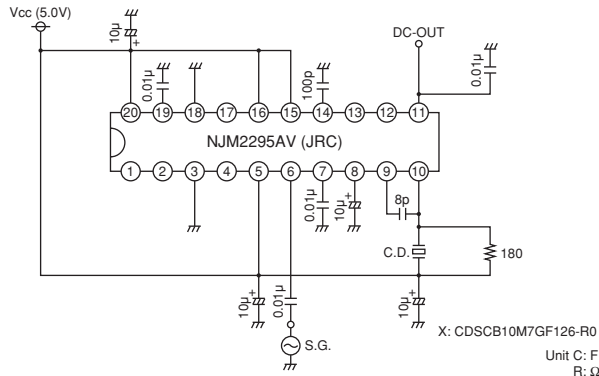 Vcc (5.0V)
DC-OUT
10µ
+
0.01µ
100p
0.01µ
20 19 18 17 16 15 14 13 12 11
NJM2295AV (JRC)
1 2 3 4 5 6 7 8 9 10
0.01µ
10µ
+
8p
C.D.
180
10µ
+
0.01µ
10µ
+
S.G.
X: CDSCB10M7GF126-R0
Unit C: F
R: Ω